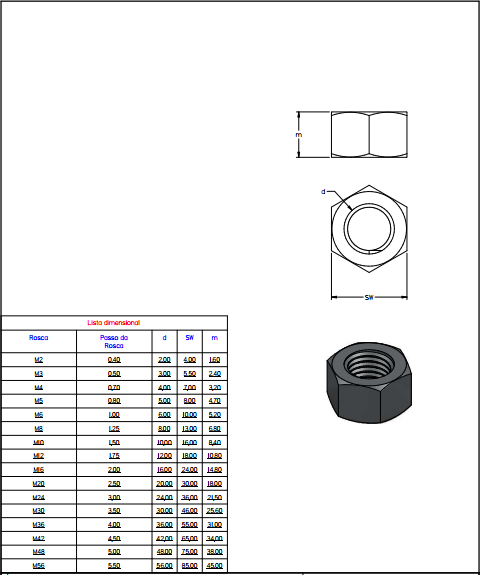 m
d
SW
Lista dimensional
Rosca Passo da Rosca d SW m
M2 0,40 2,00 4,00 1,60
M3 0,50 3,00 5,50 2,40
M4 0,70 4,00 7,00 3,20
M5 0,80 5,00 8,00 4,70
M6 1,00 6,00 10,00 5,20
M8 1,25 8,00 13,00 6,80
M10 1,50 10,00 16,00 8,40
M12 1,75 12,00 18,00 10,80
M16 2,00 16,00 24,00 14,80
M20 2,50 20,00 30,00 18,00
M24 3,00 24,00 36,00 21,50
M30 3,50 30,00 46,00 25,60
M36 4,00 36,00 55,00 31,00
M42 4,50 42,00 65,00 34,00
M48 5,00 48,00 75,00 38,00
M56 5,50 56,00 85,00 45,00